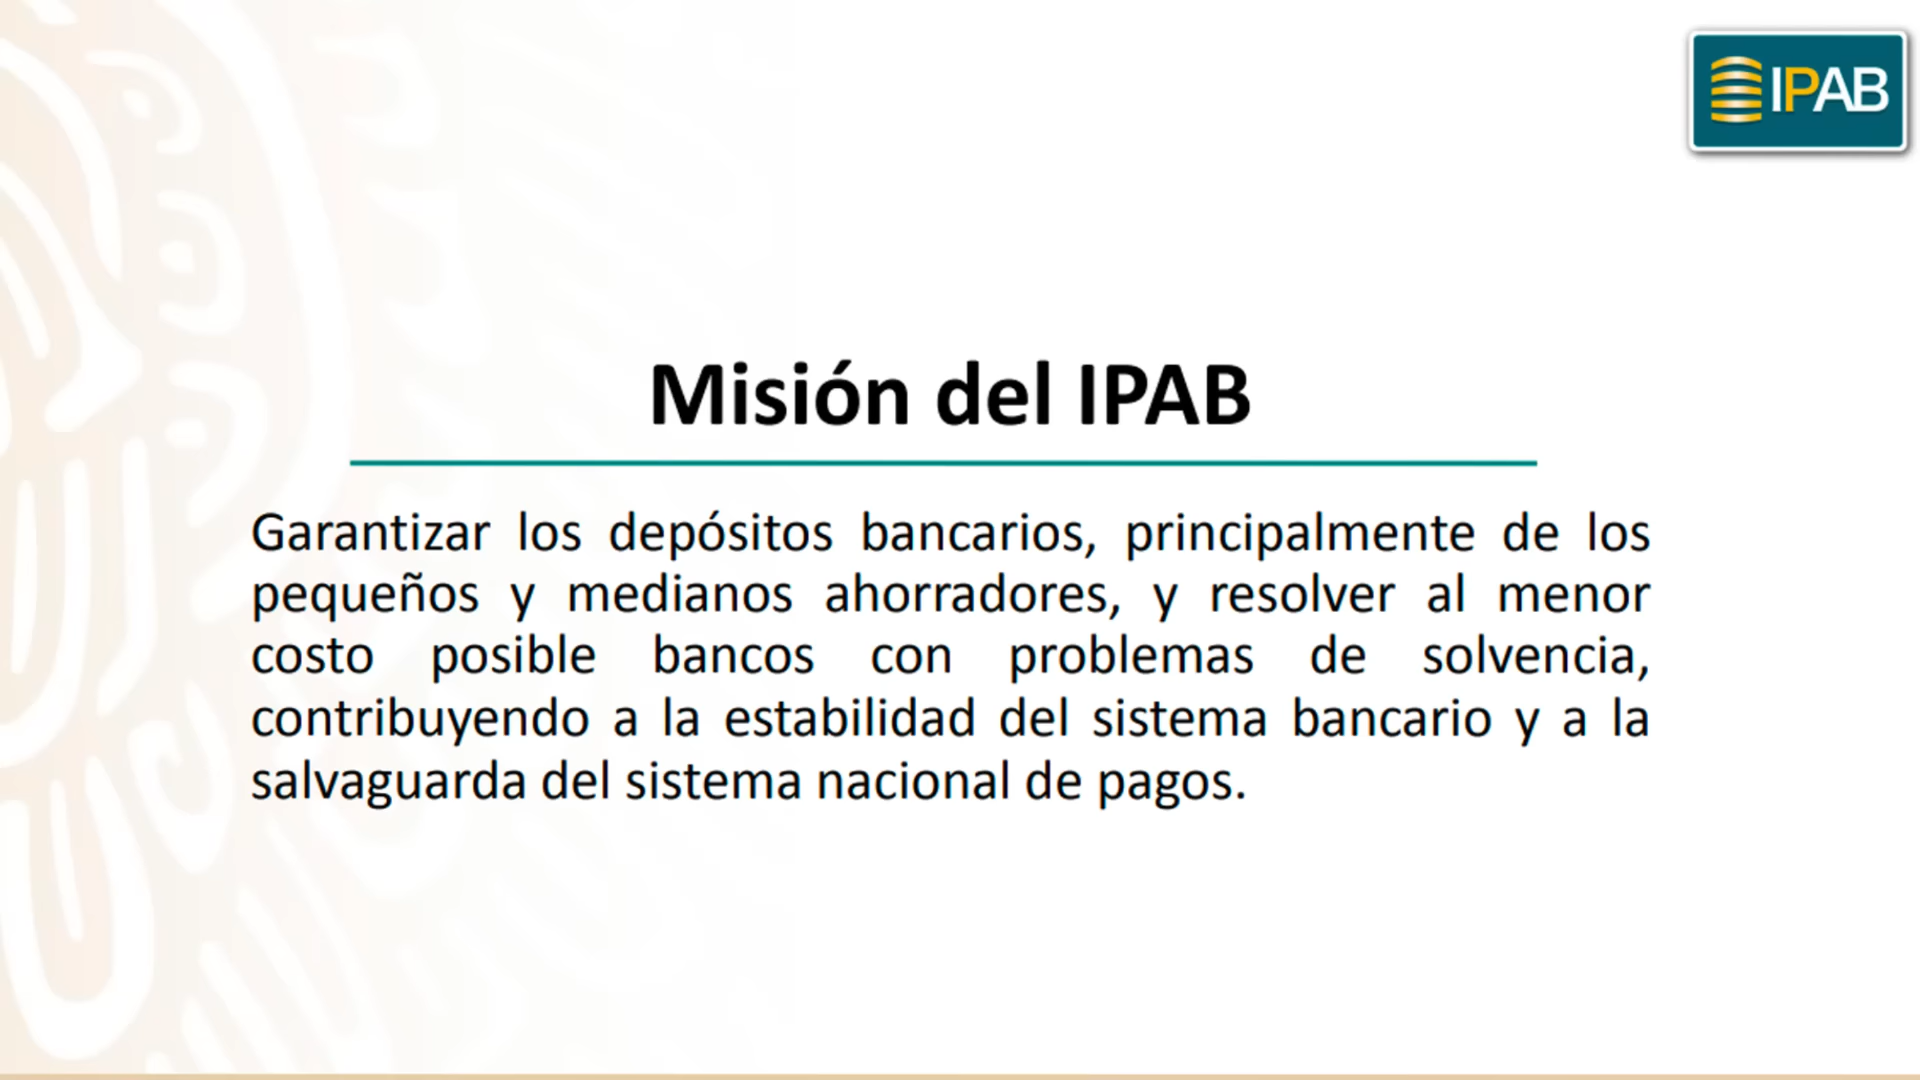 IPAB
Misión del IPAB
Garantizar los depósitos bancarios, principalmente de los
pequeños y medianos ahorradores, y resolver al menor
costo posible bancos con problemas de solvencia,
contribuyendo a la estabilidad del sistema bancario y a la
salvaguarda del sistema nacional de pagos.